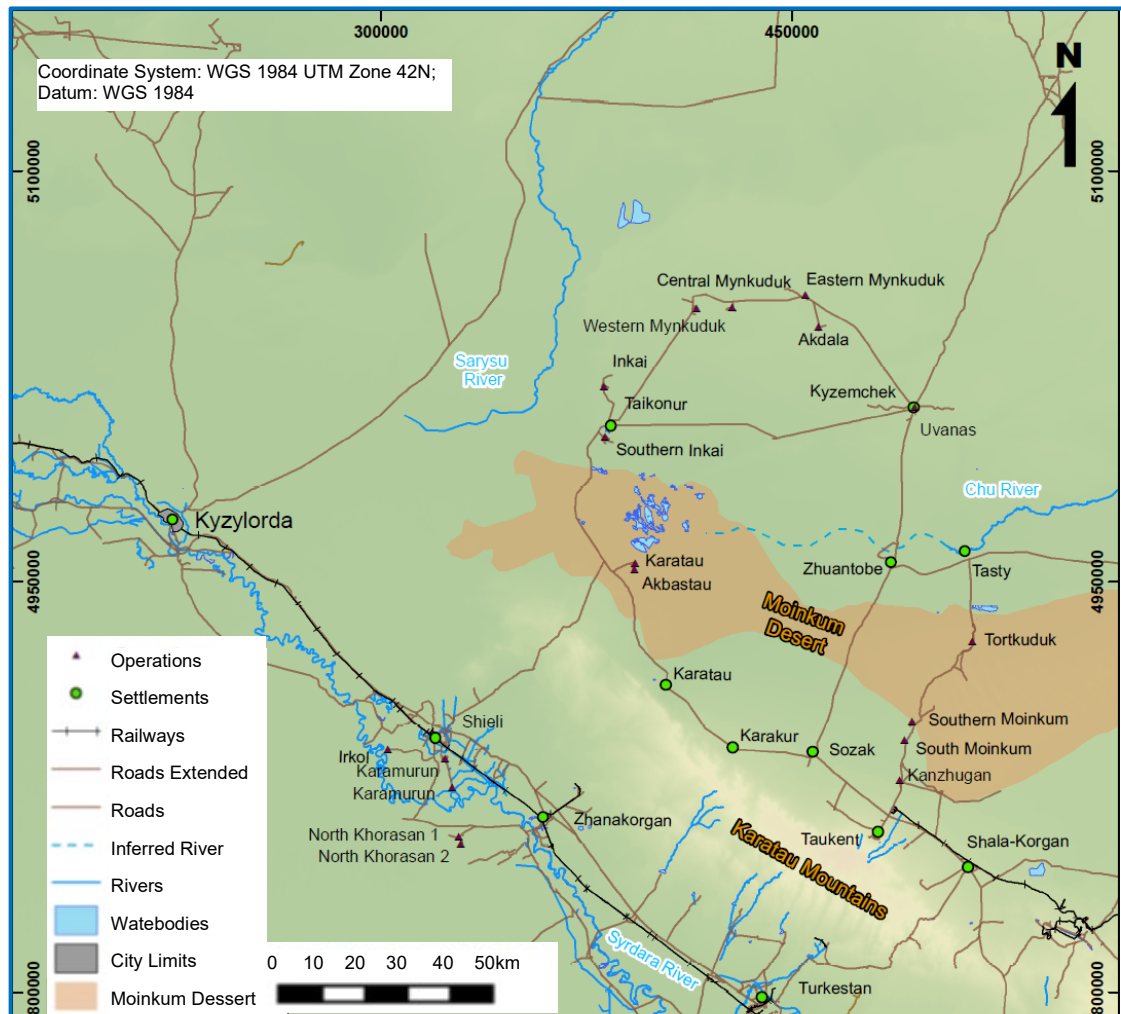 300000
450000
Coordinate System: WGS 1984 UTM Zone 42N;
Datum: WGS 1984
N
5100000
5100000
Central Mynkuduk
Eastern Mynkuduk
Western Mynkuduk
Akdala
Sarysu
River
Inkai
Kyzemchek
Taikonur
Uvanas
Southern Inkai
Chu River
Kyzylorda
Karatau
Akbastau
Zhuantobe
Tasty
4950000
4950000
Moinkum
Desert
Tortkuduk
Karatau
Southern Moinkum
Shieli
Karakur
Sozak
South Moinkum
Irkol
Karamurun
Karamurun
Kanzhugan
Zhanakorgan
North Khorasan 1
North Khorasan 2
Taukent
Shala-Korgan
Karatau Mountains
Syrdara River
Turkestan
800000
800000
Operations
Settlements
Railways
Roads Extended
Roads
Inferred River
Rivers
Watebodies
City Limits
Moinkum Dessert
0 10 20 30 40 50km